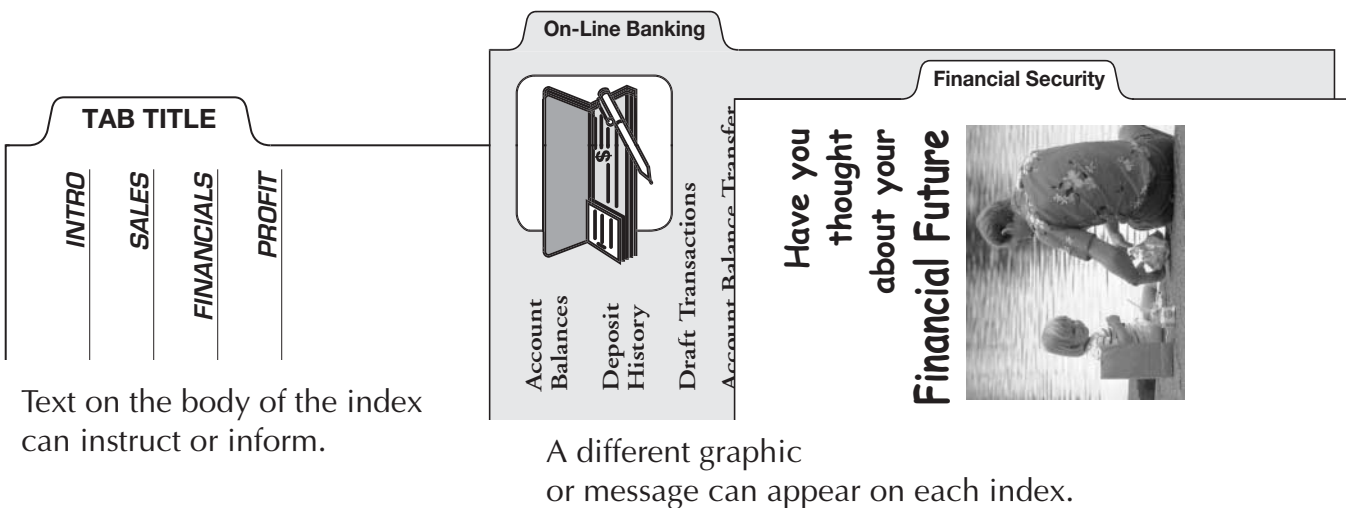 TAB TITLE
INTRO
SALES
FINANCIALS
PROFIT
Text on the body of the index
can instruct or inform.
On-Line Banking
$
Account
Balances
Deposit
History
Draft Transactions
Account Balance Transfer
Financial Security
Have you
thought
about your
Financial Future
A different graphic
or message can appear on each index.